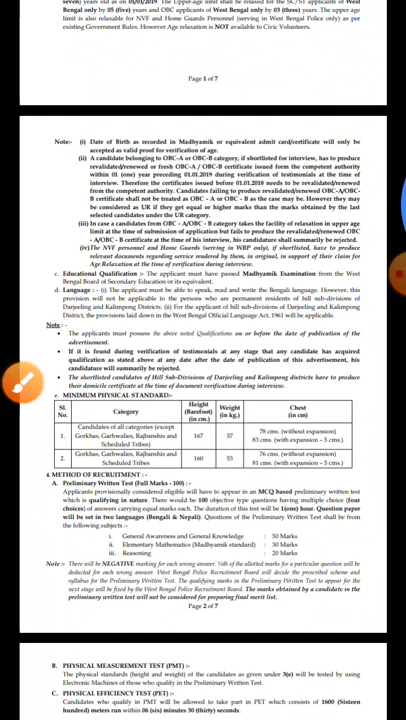 seven) years old as on 01/01/2019. The Upper-age limit shall be relaxed for the SC/ST applicants of West
Bengal only by 05 (five) years and OBC applicants of West Bengal only by 03 (three) years. The upper age
limit is also relaxable for NVF and Home Guards Personnel (serving in West Bengal Police only) as per
existing Government Rules. However Age relaxation is NOT available to Civic Volunteers.
Page 1 of 7
Note:- (i) Date of Birth as recorded in Madhyamik or equivalent admit card/certificate will only be
accepted as valid proof for verification of age.
(ii) A candidate belonging to OBC-A or OBC-B category, if shortlisted for interview, has to produce
revalidated/renewed or fresh OBC-A / OBC-B certificate issued form the competent authority
within 01 (one) year preceding 01.01.2019 during verification of testimonials at the time of
interview. Therefore the certificates issued before 01.01.2018 needs to be revalidated/renewed
from the competent authority. Candidates failing to produce revalidated/renewed OBC-A/OBC-
B certificate shall not be treated as OBC - A or OBC - B as the case may be. However they may
be considered as UR if they get equal or higher marks than the marks obtained by the last
selected candidates under the UR category.
(iii) In case a candidates from OBC - A/OBC - B category takes the facility of relaxation in upper age
limit at the time of submission of application but fails to produce the revalidated/renewed OBC
- A/OBC - B certificate at the time of his interview, his candidature shall summarily be rejected.
(iv)The NVF personnel and Home Guards (serving in WBP only), if shortlisted, have to produce
relevant documents regarding service rendered by them, in original, in support of their claim for
Age Relaxation at the time of verification during interview.
c. Educational Qualification :- The applicant must have passed Madhyamik Examination from the West
Bengal Board of Secondary Education or its equivalent.
d. Language : - (i) The applicant must be able to speak, read and write the Bengali language. However, this
provision will not be applicable to the persons who are permanent residents of hill sub-divisions of
Darjeeling and Kalimpong Districts. (ii) For the applicant of hill sub-divisions of Darjeeling and Kalimpong
District, the provisions laid down in the West Bengal Official Language Act, 1961 will be applicable.
Note : -
• The applicants must possess the above noted Qualifications on or before the date of publication of the
advertisement.
• If it is found during verification of testimonials at any stage that any candidate has acquired
qualification as stated above at any date after the date of publication of this advertisement, his
candidature will summarily be rejected.
• The shortlisted candidates of Hill Sub-Divisions of Darjeeling and Kalimpong districts have to produce
their domicile certificate at the time of document verification during interview.
e. MINIMUM PHYSICAL STANDARD:-
Sl. No. Category Height (Barefoot) (in cm.) Weight (in kg.) Chest (in cm)
1. Candidates of all categories (except Gorkhas, Garhwalies, Rajbanshis and Scheduled Tribes) 167 57 78 cms. (without expansion) 83 cms. (with expansion – 5 cms.)
2. Gorkhas, Garhwalies, Rajbanshis and Scheduled Tribes 160 53 76 cms. (without expansion) 81 cms. (with expansion – 5 cms.)
4. METHOD OF RECRUITMENT : -
A. Preliminary Written Test (Full Marks - 100) : -
Applicants provisionally considered eligible will have to appear in an MCQ based preliminary written test
which is qualifying in nature. There would be 100 objective type questions having multiple choice (four
choices) of answers carrying equal marks each. The duration of this test will be 1(one) hour. Question paper
will be set in two languages (Bengali & Nepali). Questions of the Preliminary Written Test shall be from
the following subjects :-
i. General Awareness and General Knowledge : 50 Marks
ii. Elementary Mathematics (Madhyamik standard) : 30 Marks
iii. Reasoning : 20 Marks
Note :- There will be NEGATIVE marking for each wrong answer. ¼th of the allotted marks for a particular question will be
deducted for each wrong answer. West Bengal Police Recruitment Board will decide the prescribed scheme and
syllabus for the Preliminary Written Test. The qualifying marks in the Preliminary Written Test to appear for the
next stage will be fixed by the West Bengal Police Recruitment Board. The marks obtained by a candidate in the
preliminary written test will not be considered for preparing final merit list.
Page 2 of 7
B. PHYSICAL MEASUREMENT TEST (PMT) :-
The physical standards (height and weight) of the candidates as given under 3(e) will be tested by using
Electronic Machines of those who qualify in the Preliminary Written Test.
C. PHYSICAL EFFICIENCY TEST (PET) :-
Candidates who qualify in PMT will be allowed to take part in PET which consists of 1600 (Sixteen
hundred) meters run within 06 (six) minutes 30 (thirty) seconds.